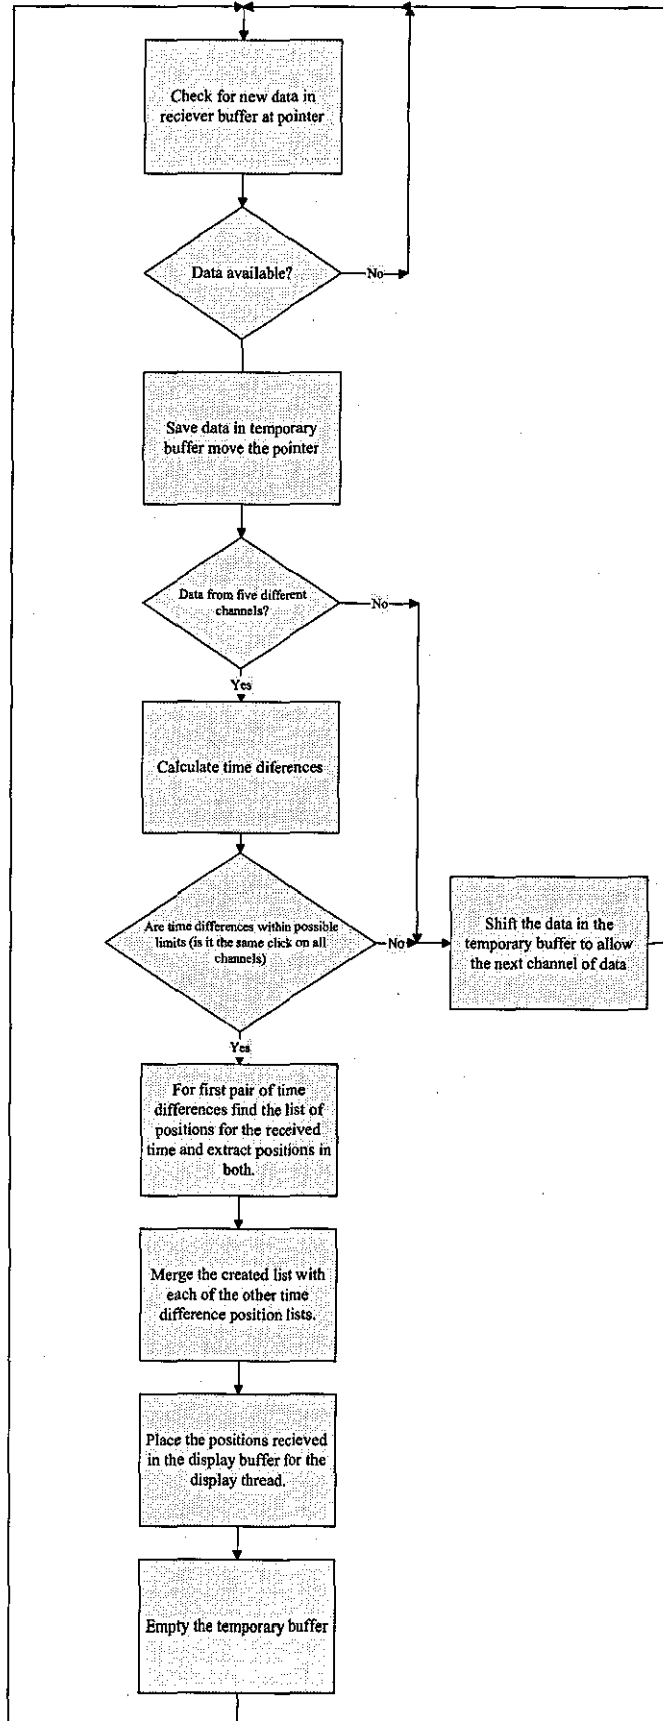 Check for new data in
reciever buffer at pointer
Data available?
No
Save data in temporary
buffer move the pointer
Data from five different
channels?
No
Yes
Calculate time diferences
Are time differences within possible
limits (is it the same click on all
channels)
No
Shift the data in the
temporary buffer to allow
the next channel of data
Yes
For first pair of time
differences find the list of
positions for the received
time and extract positions in
both.
Merge the created list with
each of the other time
difference position lists.
Place the positions recieved
in the display buffer for the
display thread.
Empty the temporary buffer